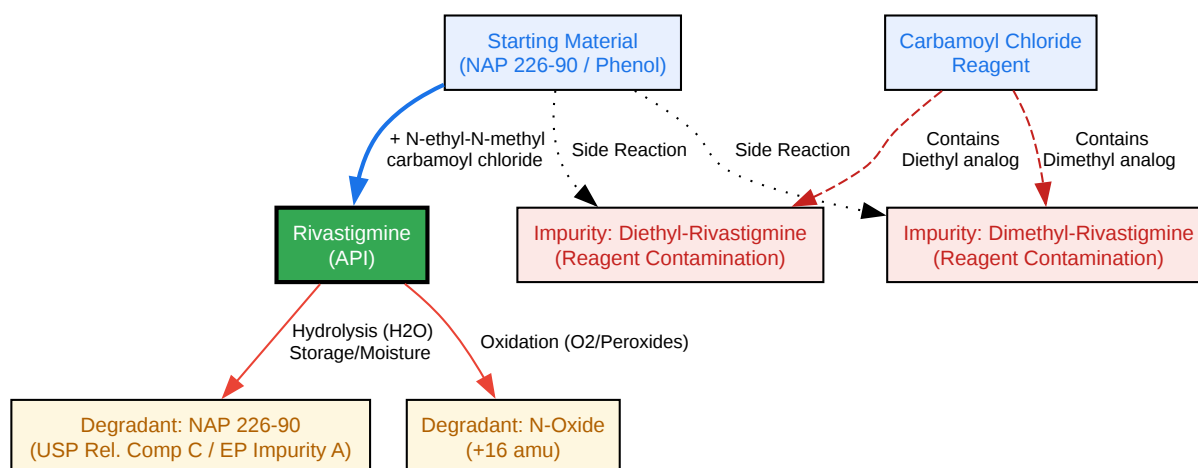 Starting Material
(NAP 226-90 / Phenol)
Carbamoyl Chloride
Reagent
+ N-ethyl-N-methyl
carbamoyl chloride
Side Reaction
Side Reaction
Contains
Diethyl analog
Contains
Dimethyl analog
Rivastigmine
(API)
Impurity: Diethyl-Rivastigmine
(Reagent Contamination)
Impurity: Dimethyl-Rivastigmine
(Reagent Contamination)
Hydrolysis (H2O)
Storage/Moisture
Oxidation (O2/Peroxides)
Degradant: NAP 226-90
(USP Rel. Comp C / EP Impurity A)
Degradant: N-Oxide
(+16 amu)